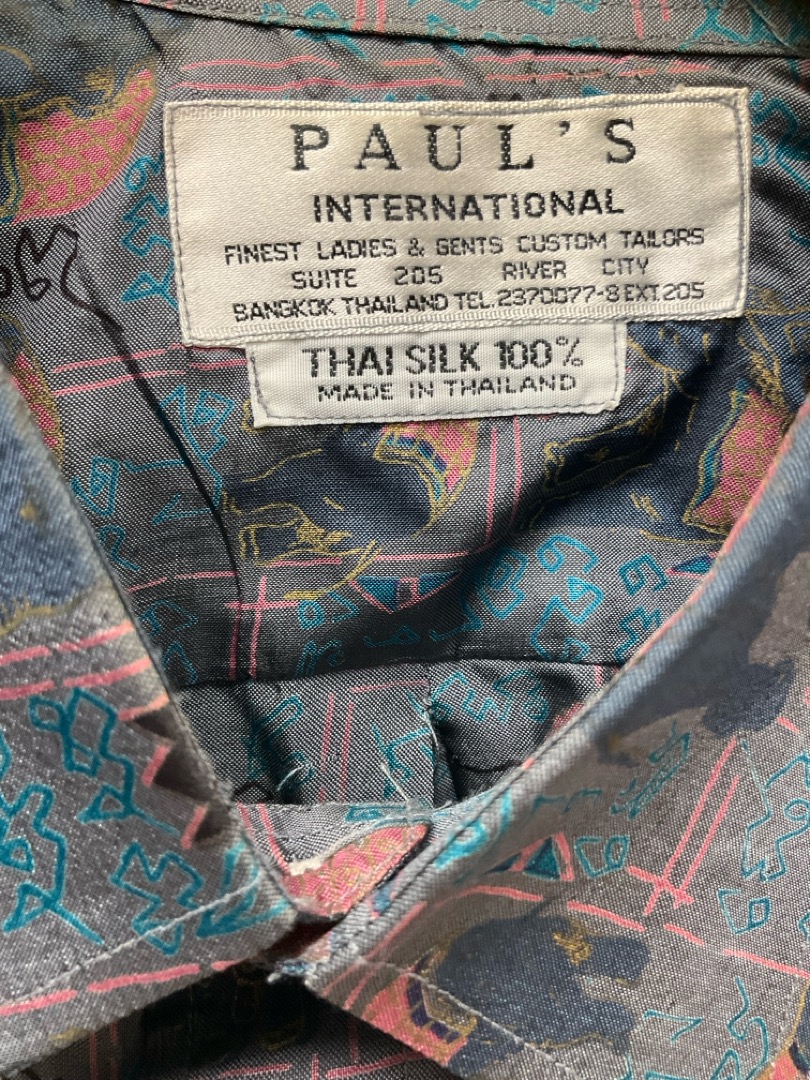 PAUL'S
INTERNATIONAL
FINEST LADIES & GENTS CUSTOM TAILORS
SUITE 205 RIVER CITY
BANGKOK THAILAND TEL.2370077-8 EXT.205
THAI SILK 100%
MADE IN THAILAND